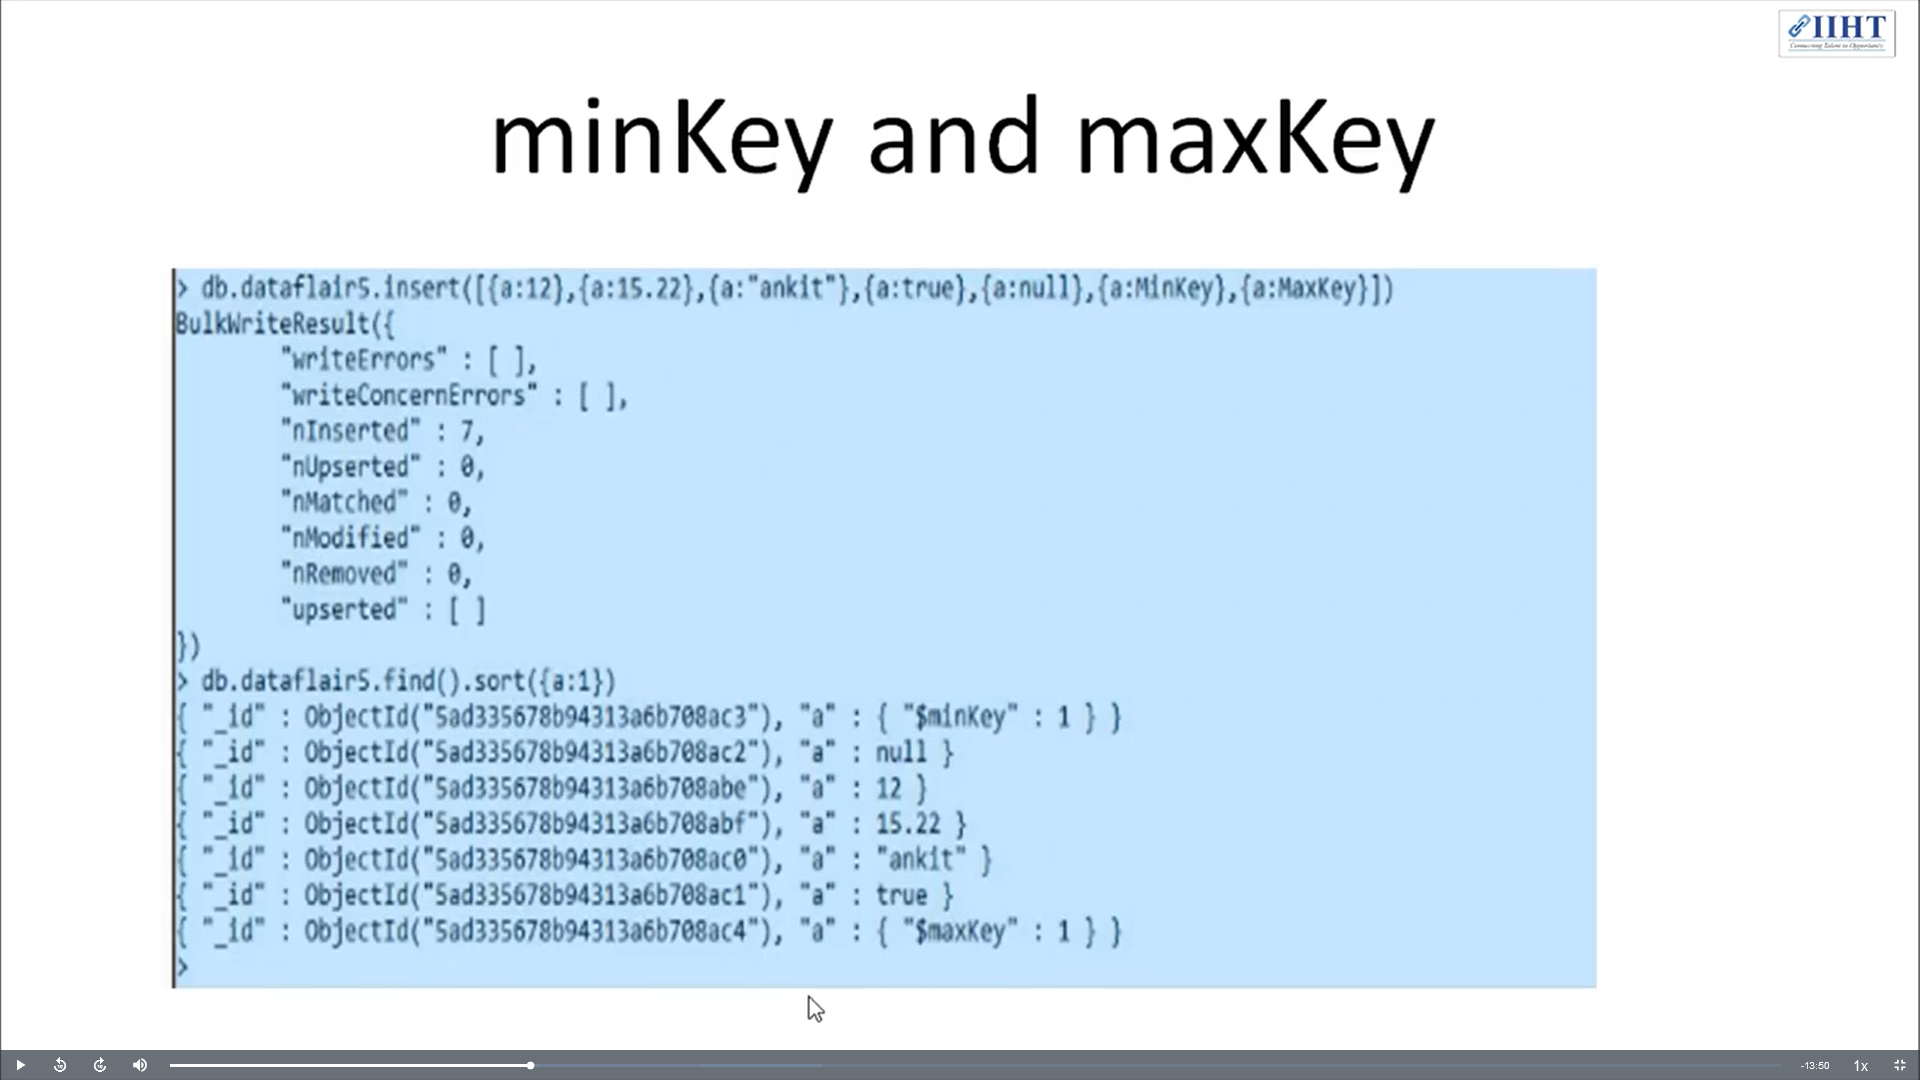 IIHT
Connecting Talent to Opportunity
minKey and maxKey
> db.dataflair5.insert([{a:12},{a:15.22},{a:"ankit"},{a:true},{a:null},{a:MinKey},{a:MaxKey}])
BulkWriteResult({
"writeErrors" : [ ],
"writeConcernErrors" : [ ],
"nInserted" : 7,
"nUpserted" : 0,
"nMatched" : 0,
"nModified" : 0,
"nRemoved" : 0,
"upserted" : [ ]
})
> db.dataflair5.find().sort({a:1})
{ "_id" : ObjectId("5ad335678b94313a6b708ac3"), "a" : { "$minKey" : 1 } }
{ "_id" : ObjectId("5ad335678b94313a6b708ac2"), "a" : null }
{ "_id" : ObjectId("5ad335678b94313a6b708abe"), "a" : 12 }
{ "_id" : ObjectId("5ad335678b94313a6b708abf"), "a" : 15.22 }
{ "_id" : ObjectId("5ad335678b94313a6b708ac0"), "a" : "ankit" }
{ "_id" : ObjectId("5ad335678b94313a6b708ac1"), "a" : true }
{ "_id" : ObjectId("5ad335678b94313a6b708ac4"), "a" : { "$maxKey" : 1 } }
>
-13:50 1x